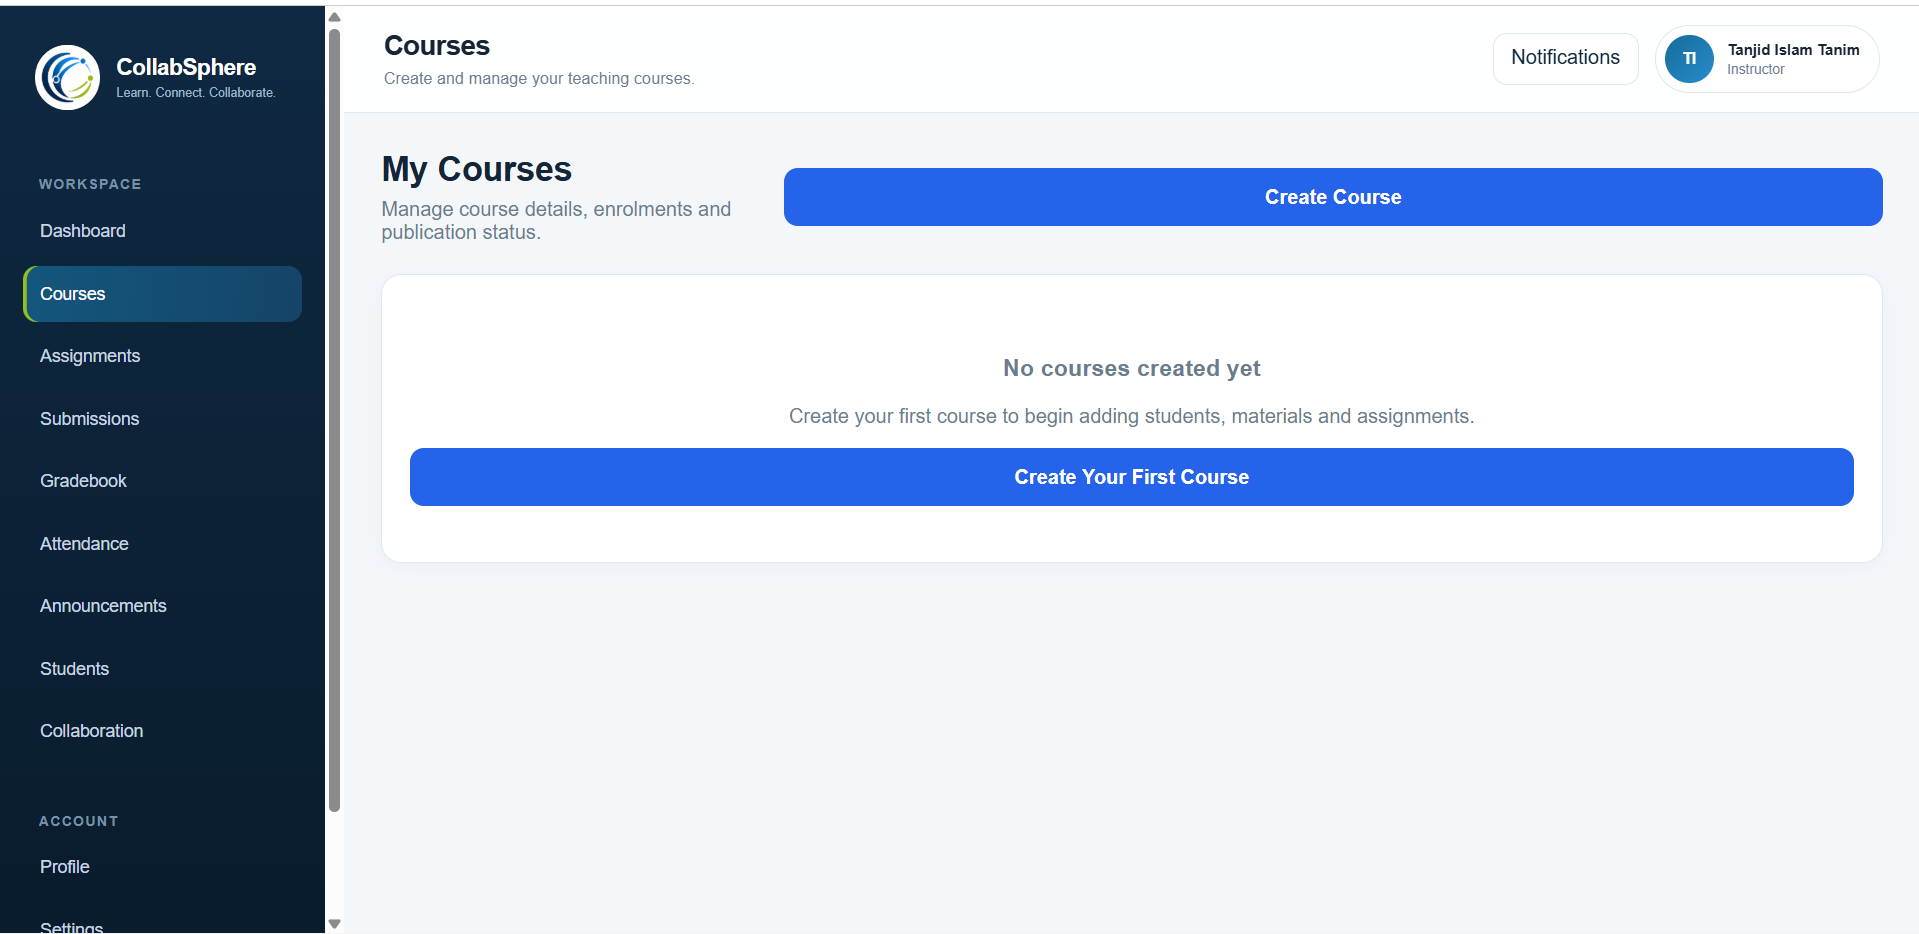 CollabSphere
Learn. Connect. Collaborate.
WORKSPACE
Dashboard
Courses
Assignments
Submissions
Gradebook
Attendance
Announcements
Students
Collaboration
ACCOUNT
Profile
Settings
Courses
Create and manage your teaching courses.
Notifications
TI
Tanjid Islam Tanim
Instructor
My Courses
Manage course details, enrolments and
publication status.
Create Course
No courses created yet
Create your first course to begin adding students, materials and assignments.
Create Your First Course